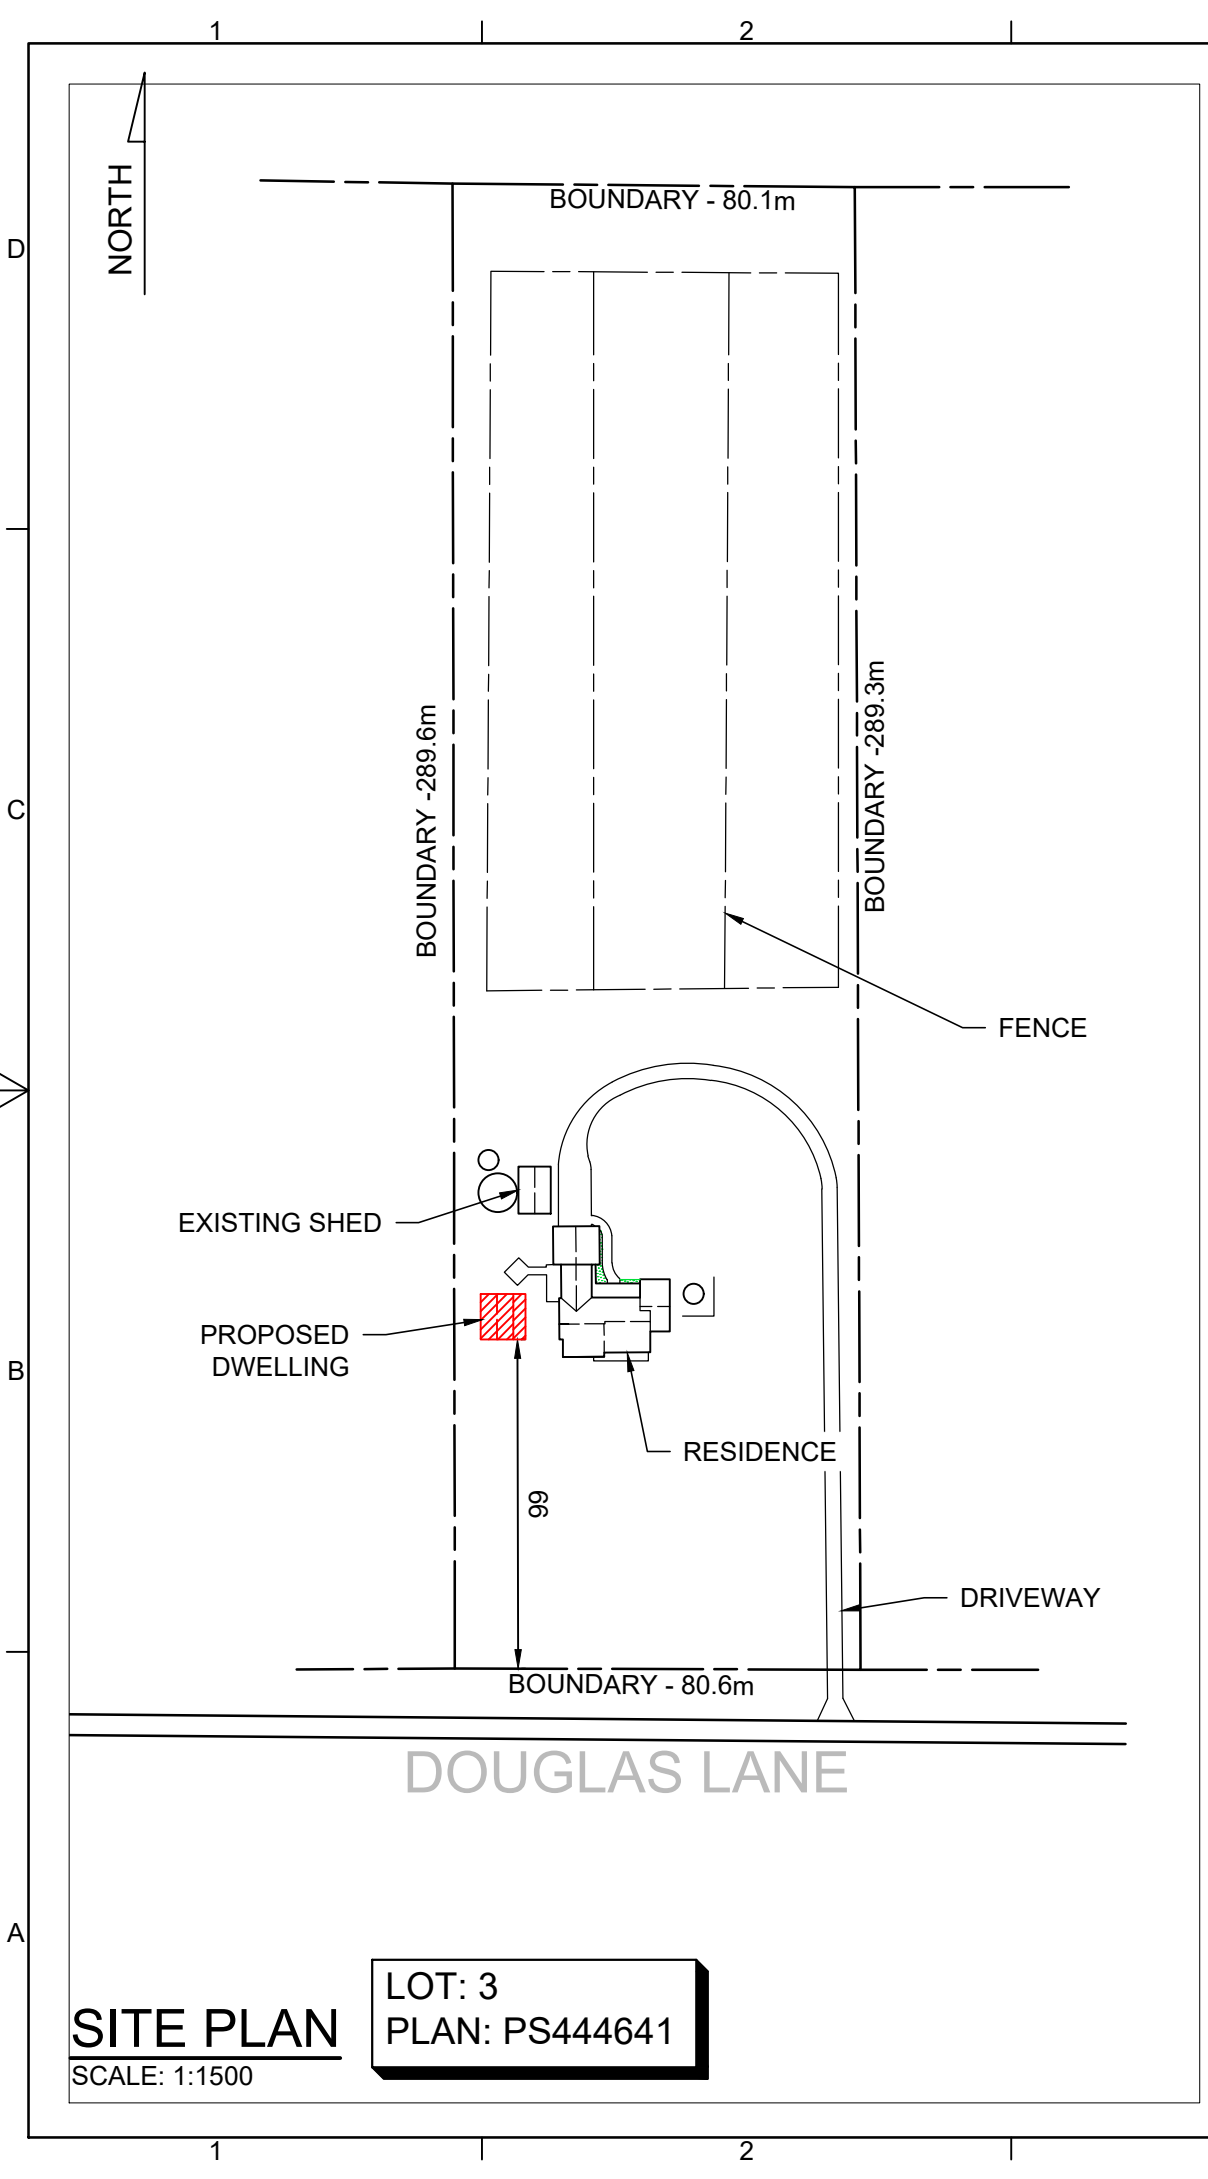 1
2
NORTH
D
BOUNDARY - 80.1m
BOUNDARY -289.6m
BOUNDARY -289.3m
C
FENCE
EXISTING SHED
PROPOSED
DWELLING
B
RESIDENCE
66
DRIVEWAY
BOUNDARY - 80.6m
DOUGLAS LANE
A
LOT: 3
PLAN: PS444641
SITE PLAN
SCALE: 1:1500
1
2